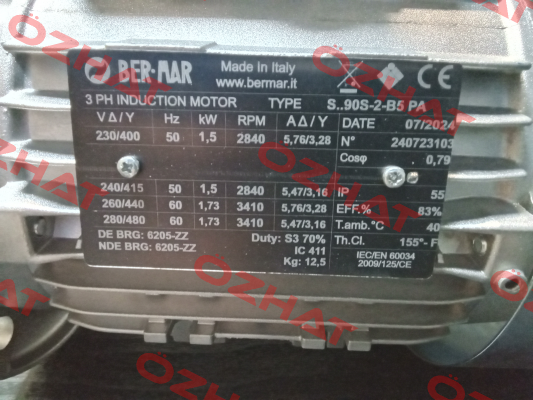 BER-MAR Made in Italy
www.bermar.it
3 PH INDUCTION MOTOR TYPE S..90S-2-B5 PA
V Δ/Y Hz kW RPM A Δ/Y DATE 07/2024
230/400 50 1,5 2840 5,76/3,28 N° 240723103
Cosφ 0,79
240/415 50 1,5 2840 5,47/3,16 IP 55
260/440 60 1,73 3410 5,76/3,28 EFF.% 83%
280/480 60 1,73 3410 5,47/3,16 T.amb.°C 40
DE BRG: 6205-ZZ Duty: S3 70% Th.Cl. 155°- F
NDE BRG: 6205-ZZ IC 411 IEC/EN 60034
Kg: 12,5 2009/125/CE
OZHAT
OZHAT
OZHAT
OZHAT
OZHAT
OZHAT